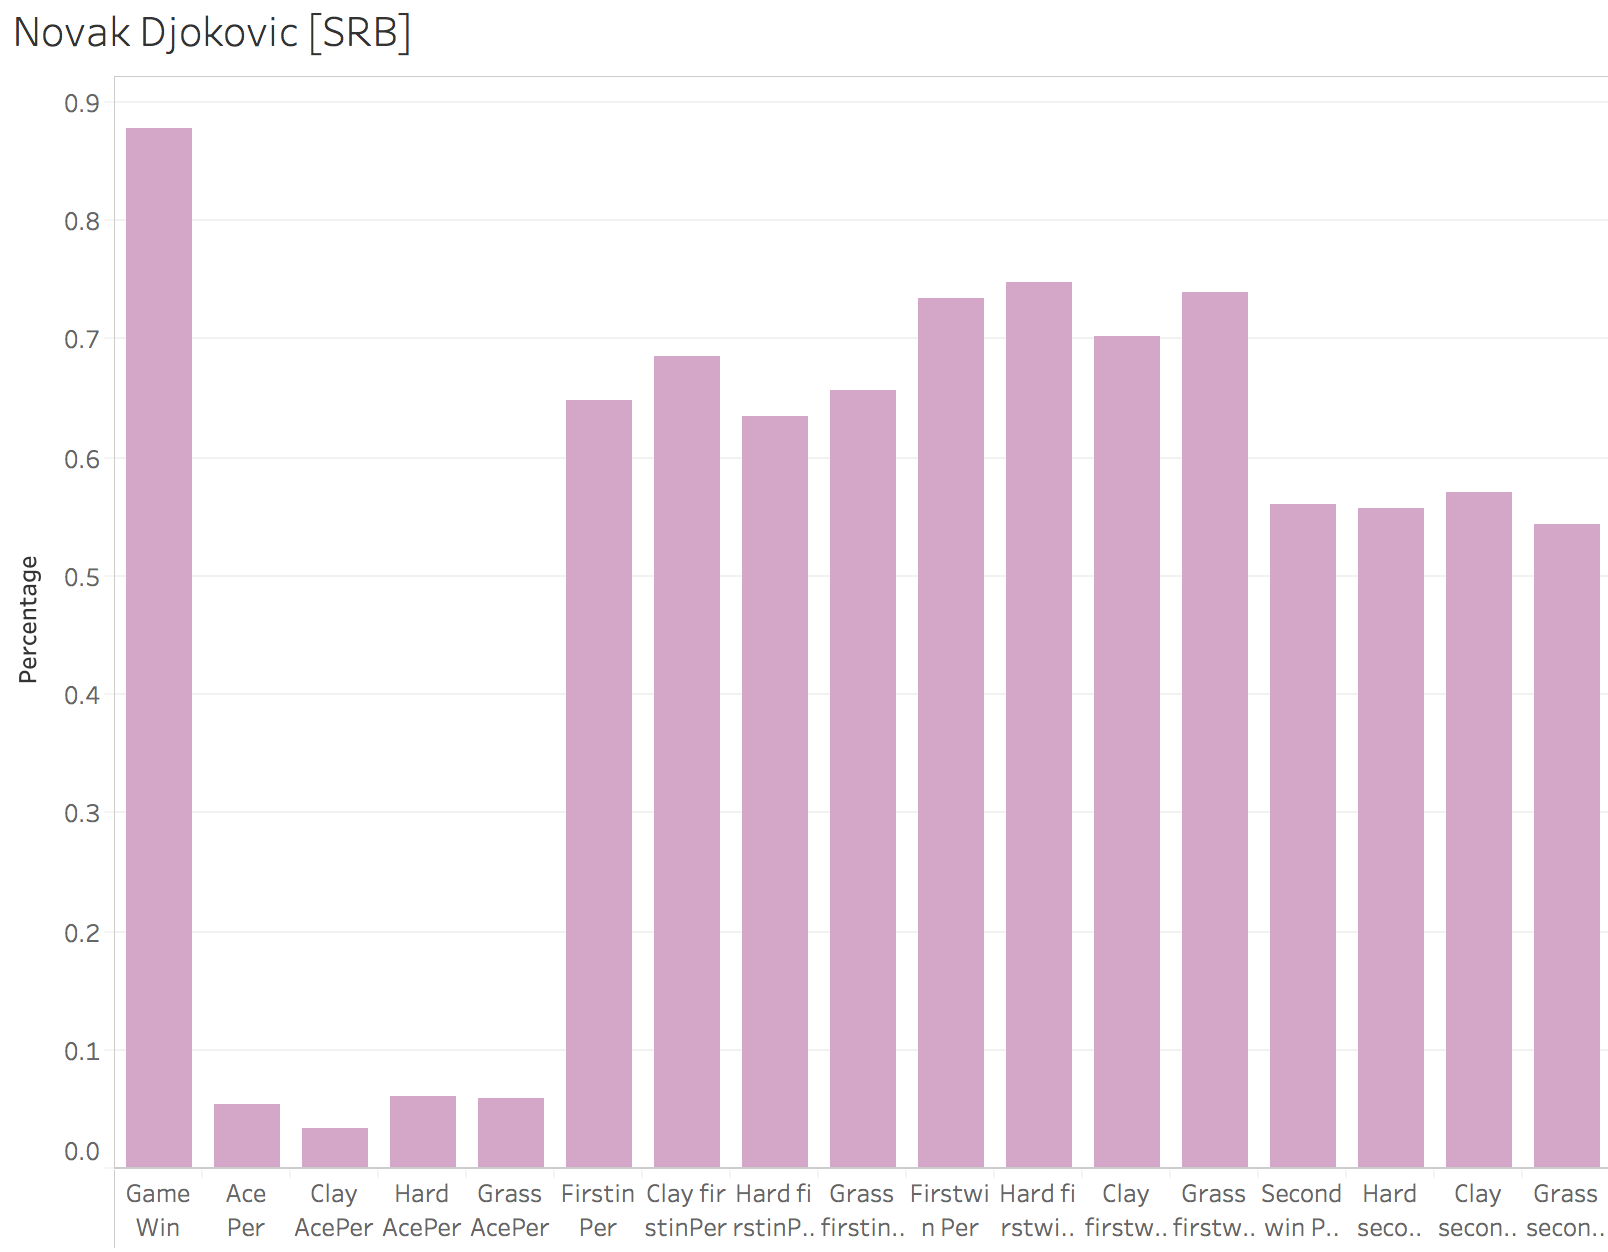 Novak Djokovic [SRB]
0.9
0.8
0.7
0.6
0.5
0.4
0.3
0.2
0.1
0.0
Percentage
Game Ace Clay Hard Grass Firstin Clay fir Hard fi Grass Firstwi Hard fi Clay Grass Second Hard Clay Grass
Win Per AcePer AcePer AcePer Per stinPer rstinP.. firstin.. n Per rstwi.. firstw.. firstw.. win P.. seco.. secon.. secon..